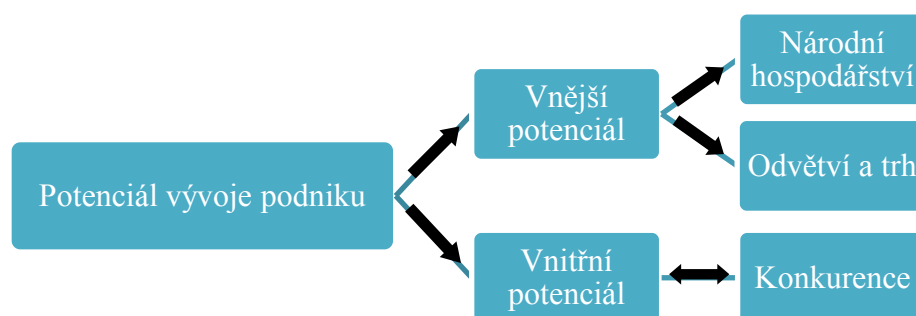 Národní
hospodářství
Vnější
potenciál
Odvětví a trh
Potenciál vývoje podniku
Vnitřní
potenciál
Konkurence